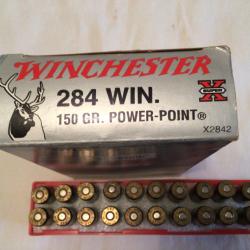 WINCHESTER
284 WIN.
SUPER X
150 GR. POWER-POINT®
X2842